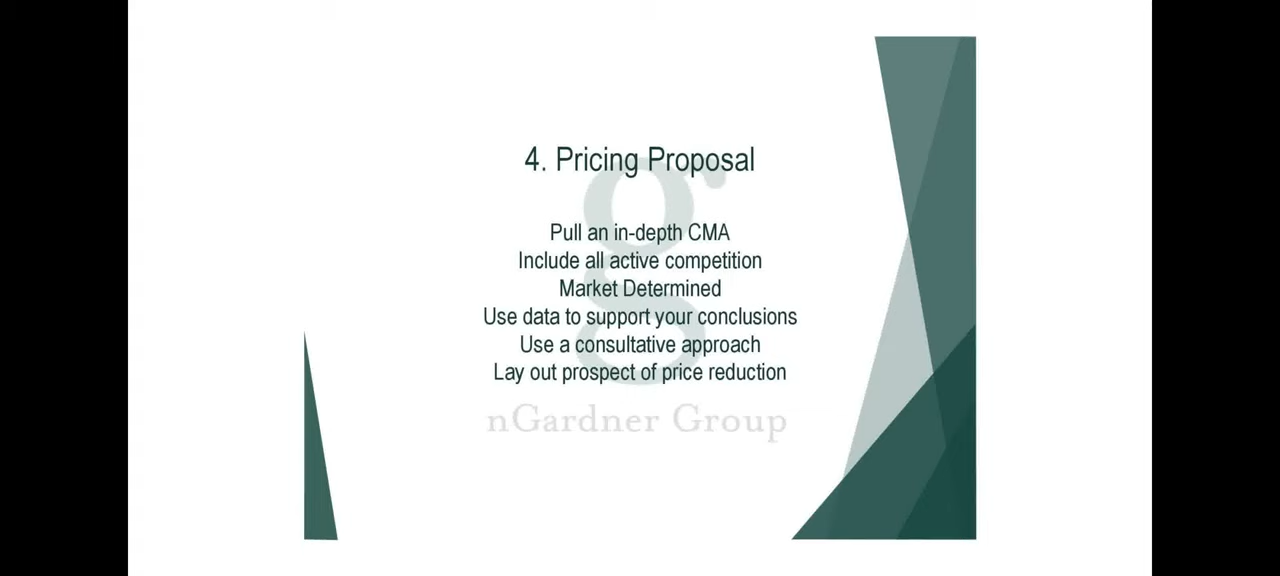 4. Pricing Proposal
Pull an in-depth CMA
Include all active competition
Market Determined
Use data to support your conclusions
Use a consultative approach
Lay out prospect of price reduction
g
nGardner Group